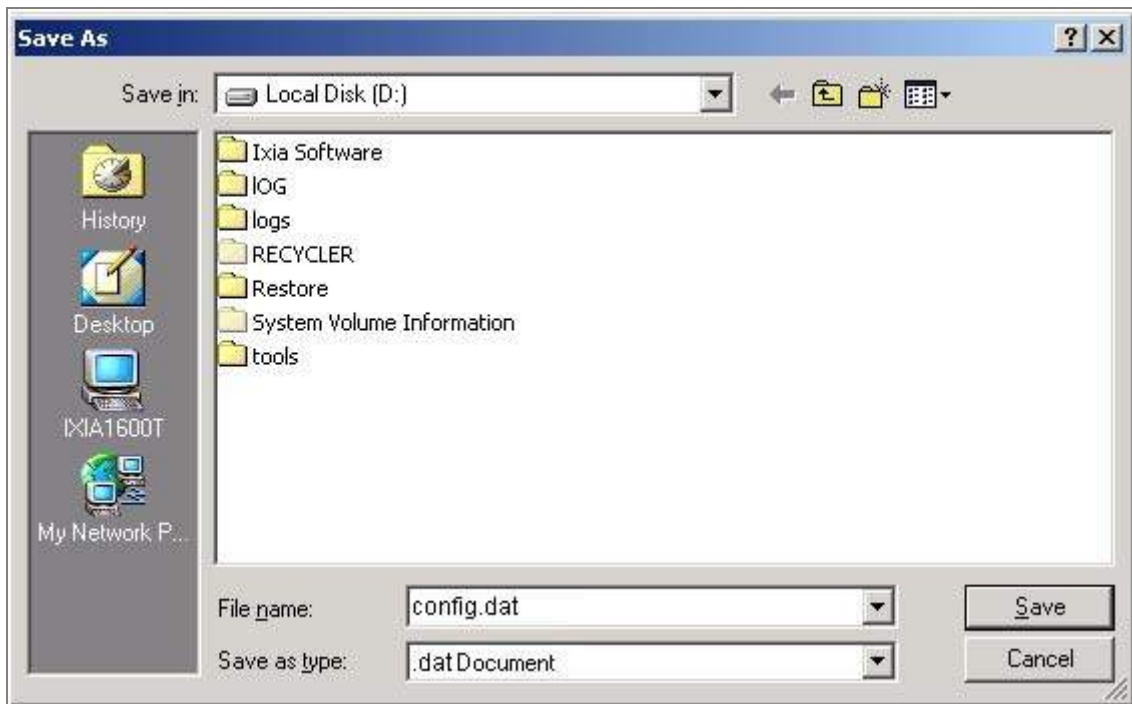 Save As
Save in: Local Disk (D:)
Ixia Software
lOG
logs
RECYCLER
Restore
System Volume Information
tools
History
Desktop
IXIA1600T
My Network P...
File name: config.dat
Save
Save as type: .dat Document
Cancel